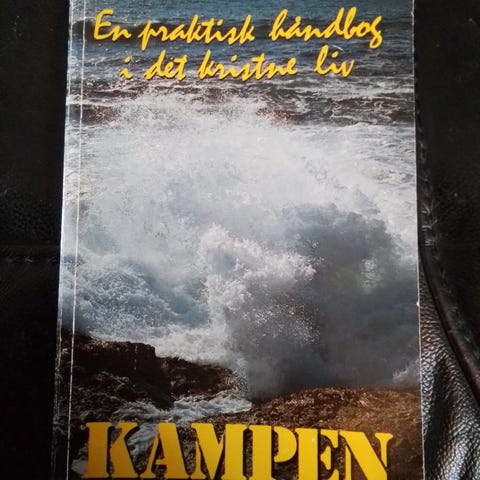 En praktisk håndbog
i det kristne liv
KAMPEN